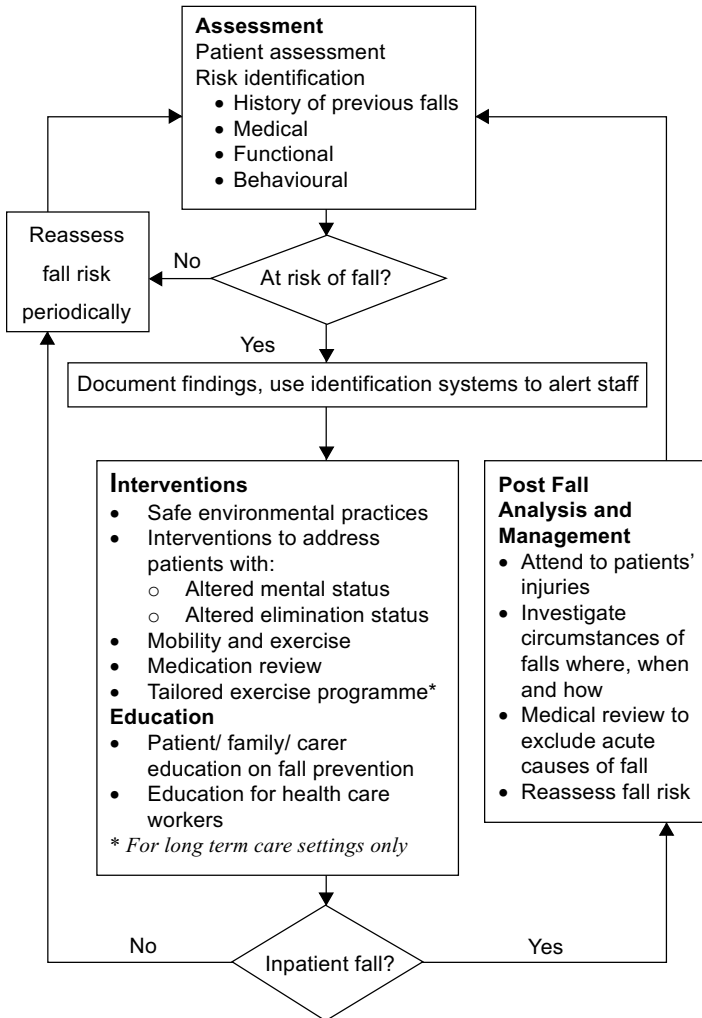 Assessment
Patient assessment
Risk identification
• History of previous falls
• Medical
• Functional
• Behavioural
Reassess
fall risk
periodically
No
At risk of fall?
Yes
Document findings, use identification systems to alert staff
Interventions
• Safe environmental practices
• Interventions to address
patients with:
o Altered mental status
o Altered elimination status
• Mobility and exercise
• Medication review
• Tailored exercise programme*
Education
• Patient/ family/ carer
education on fall prevention
• Education for health care
workers
* For long term care settings only
Post Fall
Analysis and
Management
• Attend to patients’
injuries
• Investigate
circumstances of
falls where, when
and how
• Medical review to
exclude acute
causes of fall
• Reassess fall risk
No
Inpatient fall?
Yes